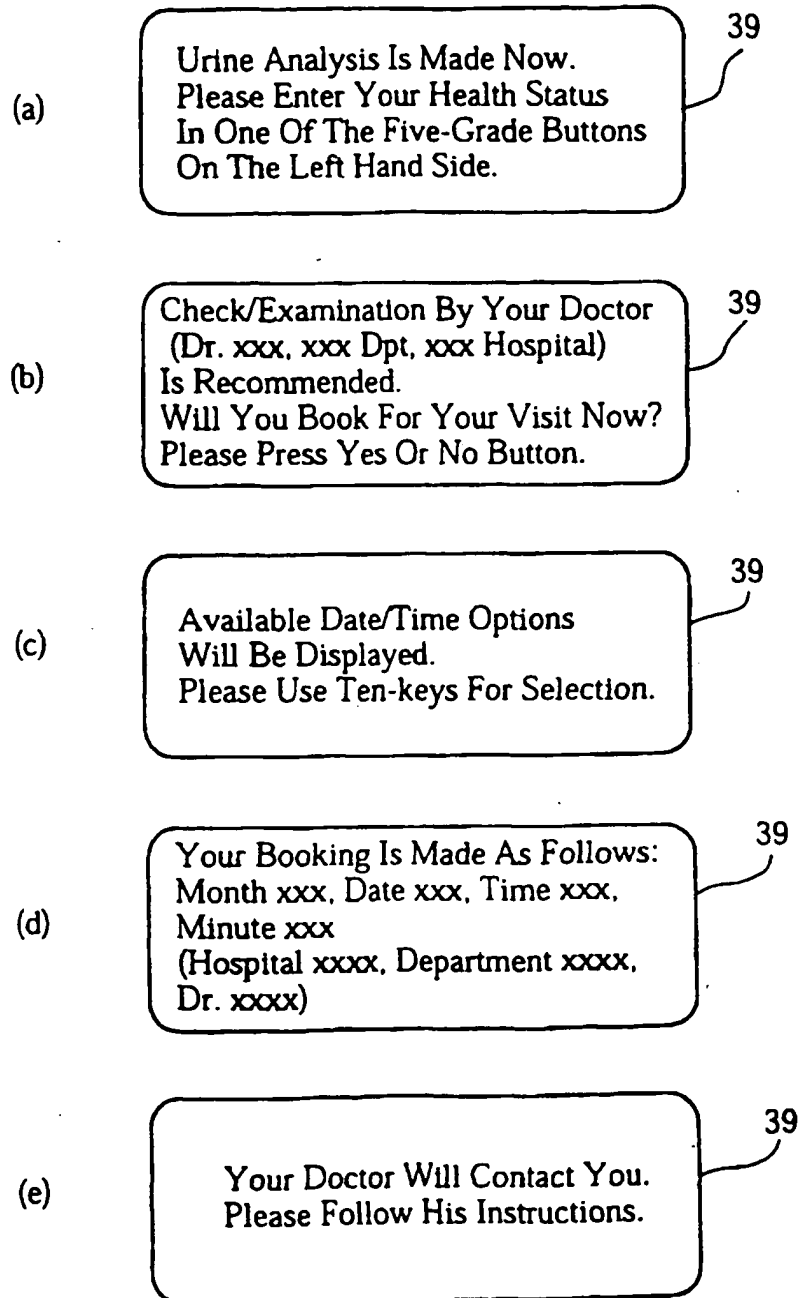 39
(a)
Urine Analysis Is Made Now.
Please Enter Your Health Status
In One Of The Five-Grade Buttons
On The Left Hand Side.
39
(b)
Check/Examination By Your Doctor
(Dr. xxx, xxx Dpt, xxx Hospital)
Is Recommended.
Will You Book For Your Visit Now?
Please Press Yes Or No Button.
39
(c)
Available Date/Time Options
Will Be Displayed.
Please Use Ten-keys For Selection.
39
(d)
Your Booking Is Made As Follows:
Month xxx, Date xxx, Time xxx,
Minute xxx
(Hospital xxxx, Department xxxx,
Dr. xxxx)
39
(e)
Your Doctor Will Contact You.
Please Follow His Instructions.